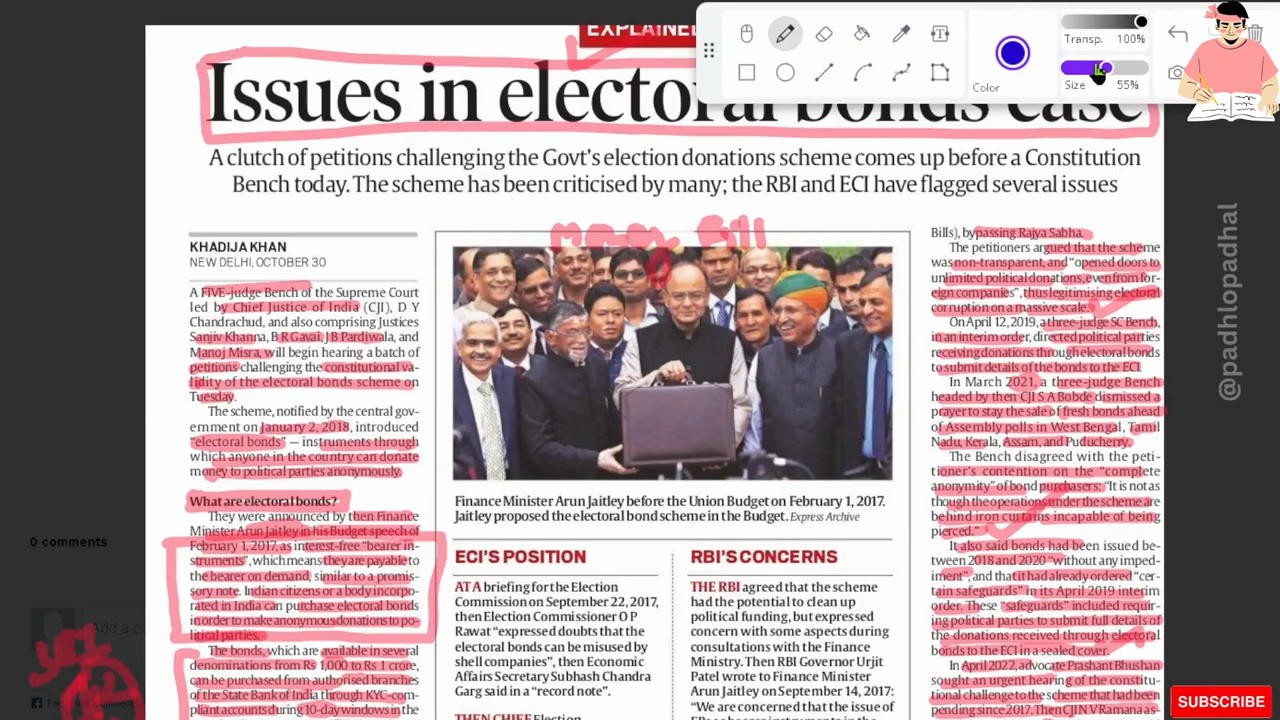 EXPLAINED
Transp. 100%
Color
Size 55%
Issues in electoral bonds case
A clutch of petitions challenging the Govt's election donations scheme comes up before a Constitution
Bench today. The scheme has been criticised by many; the RBI and ECI have flagged several issues
KHADIJA KHAN
NEW DELHI, OCTOBER 30
A FIVE-judge Bench of the Supreme Court
led by Chief Justice of India (CJI), D Y
Chandrachud, and also comprising Justices
Sanjiv Khanna, B R Gavai, J B Pardiwala, and
Manoj Misra, will begin hearing a batch of
petitions challenging the constitutional va-
lidity of the electoral bonds scheme on
Tuesday.
The scheme, notified by the central gov-
ernment on January 2, 2018, introduced
"electoral bonds" — instruments through
which anyone in the country can donate
money to political parties anonymously.
What are electoral bonds?
They were announced by then Finance
Minister Arun Jaitley in his Budget speech of
February 1, 2017, as interest-free "bearer in-
struments", which means they are payable to
the bearer on demand, similar to a promis-
sory note. Indian citizens or a body incorpo-
rated in India can purchase electoral bonds
in order to make anonymous donations to po-
litical parties.
The bonds, which are available in several
denominations from Rs 1,000 to Rs 1 crore,
can be purchased from authorised branches
of the State Bank of India through KYC-com-
pliant accounts during 10-day windows in the
money Bill
Finance Minister Arun Jaitley before the Union Budget on February 1, 2017.
Jaitley proposed the electoral bond scheme in the Budget. Express Archive
ECI'S POSITION
AT A briefing for the Election
Commission on September 22, 2017,
then Election Commissioner O P
Rawat "expressed doubts that the
electoral bonds can be misused by
shell companies", then Economic
Affairs Secretary Subhash Chandra
Garg said in a "record note".
THEN CHIEF Election
RBI'S CONCERNS
THE RBI agreed that the scheme
had the potential to clean up
political funding, but expressed
concern with some aspects during
consultations with the Finance
Ministry. Then RBI Governor Urjit
Patel wrote to Finance Minister
Arun Jaitley on September 14, 2017:
"We are concerned that the issue of
Bills), bypassing Rajya Sabha.
The petitioners argued that the scheme
was non-transparent, and "opened doors to
unlimited political donations, even from for-
eign companies", thus legitimising electoral
corruption on a massive scale.
On April 12, 2019, a three-judge SC Bench,
in an interim order, directed political parties
receiving donations through electoral bonds
to submit details of the bonds to the ECI.
In March 2021, a three-judge Bench
headed by then CJI S A Bobde dismissed a
prayer to stay the sale of fresh bonds ahead
of Assembly polls in West Bengal, Tamil
Nadu, Kerala, Assam, and Puducherry.
The Bench disagreed with the peti-
tioner's contention on the "complete
anonymity" of bond purchasers: "It is not as
though the operations under the scheme are
behind iron curtains incapable of being
pierced."
It also said bonds had been issued be-
tween 2018 and 2020 "without any imped-
iment", and that it had already ordered "cer-
tain safeguards" in its April 2019 interim
order. These "safeguards" included requir-
ing political parties to submit full details of
the donations received through electoral
bonds to the ECI in a sealed cover.
In April 2022, advocate Prashant Bhushan
sought an urgent hearing of the constitu-
tional challenge to the scheme that had been
pending since 2017. Then CJI N V Ramana as-
0 comments
Add a c
@padhlopadhal
SUBSCRIBE